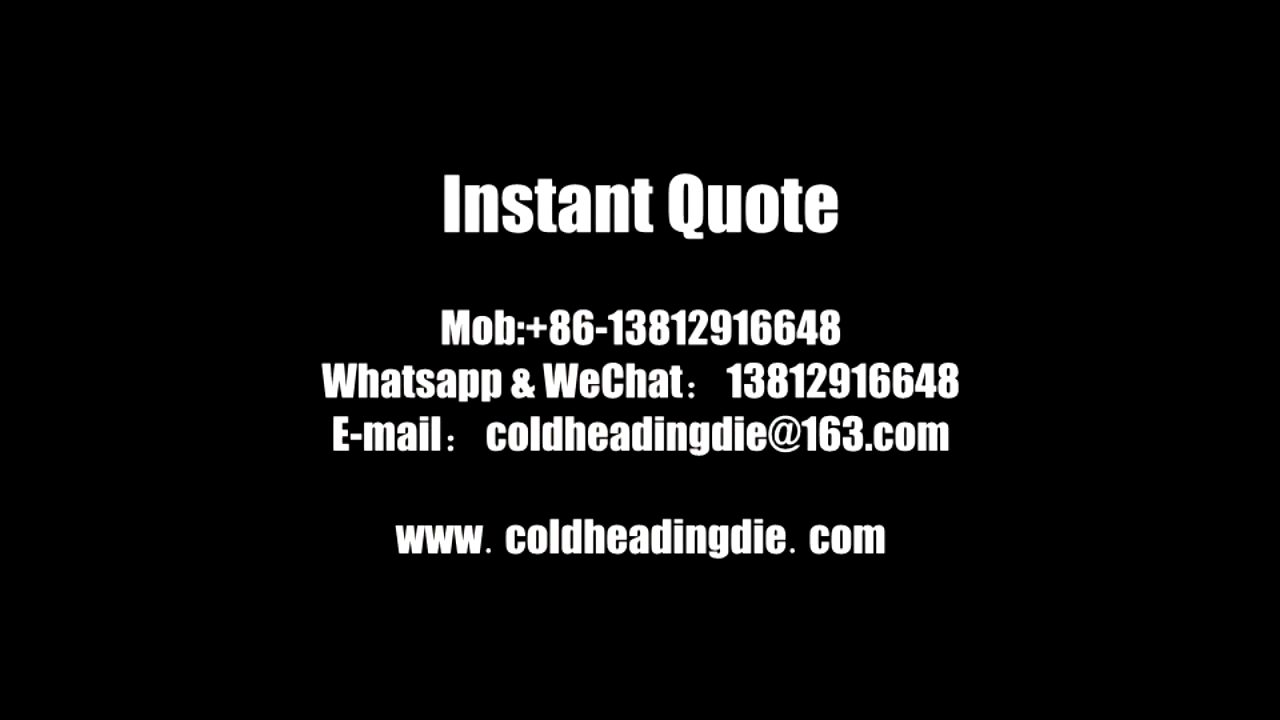 Instant Quote
Mob:+86-13812916648
Whatsapp & WeChat： 13812916648
E-mail： coldheadingdie@163.com
www. coldheadingdie. com